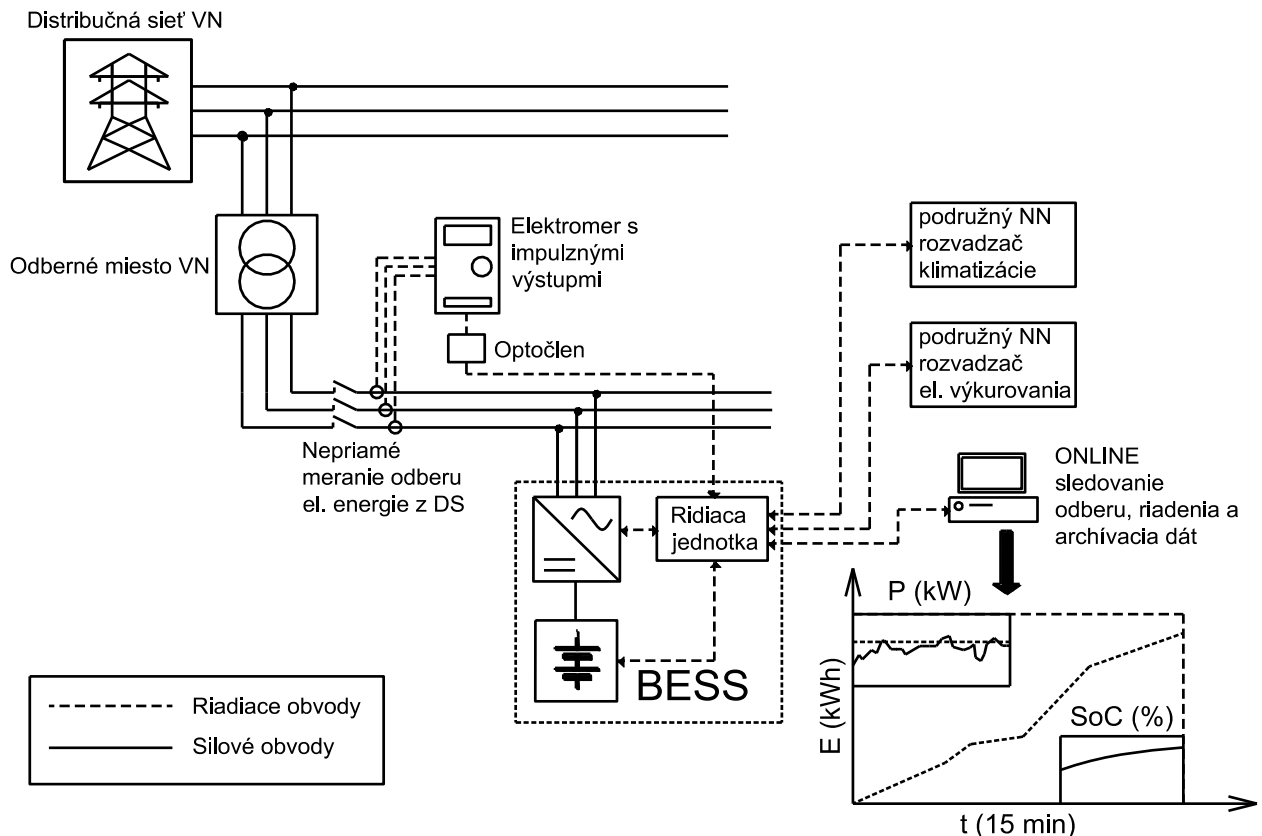 Distribučná sieť VN
Odberné miesto VN
Elektromer s
impulznými
výstupmi
Optočlen
podružný NN
rozvadzač
klimatizácie
podružný NN
rozvadzač
el. výkurovania
Nepriamé
meranie odberu
el. energie z DS
Ridiaca
jednotka
ONLINE
sledovanie
odberu, riadenia a
archívacia dát
BESS
P (kW)
E (kWh)
SoC (%)
t (15 min)
Riadiace obvody
Silové obvody